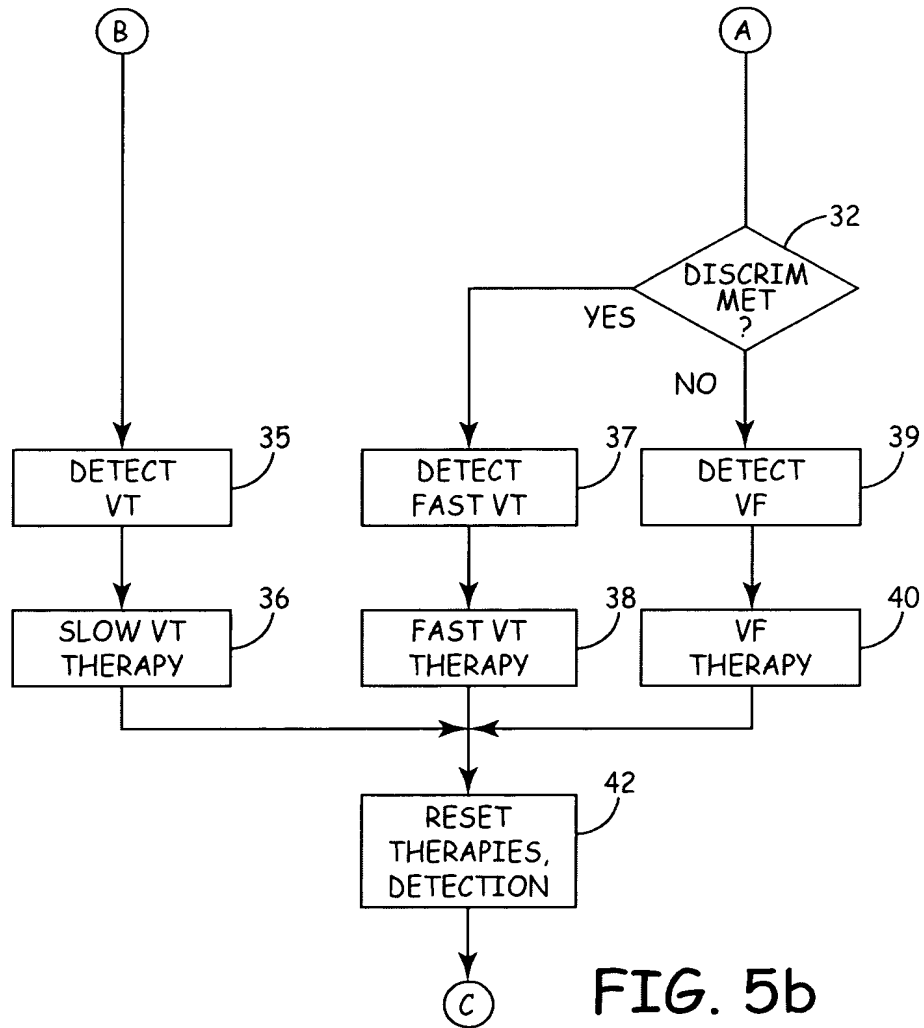 B
A
32
DISCRIM
MET
?
YES
NO
35
DETECT
VT
37
DETECT
FAST VT
39
DETECT
VF
36
SLOW VT
THERAPY
38
FAST VT
THERAPY
40
VF
THERAPY
42
RESET
THERAPIES,
DETECTION
C
FIG. 5b